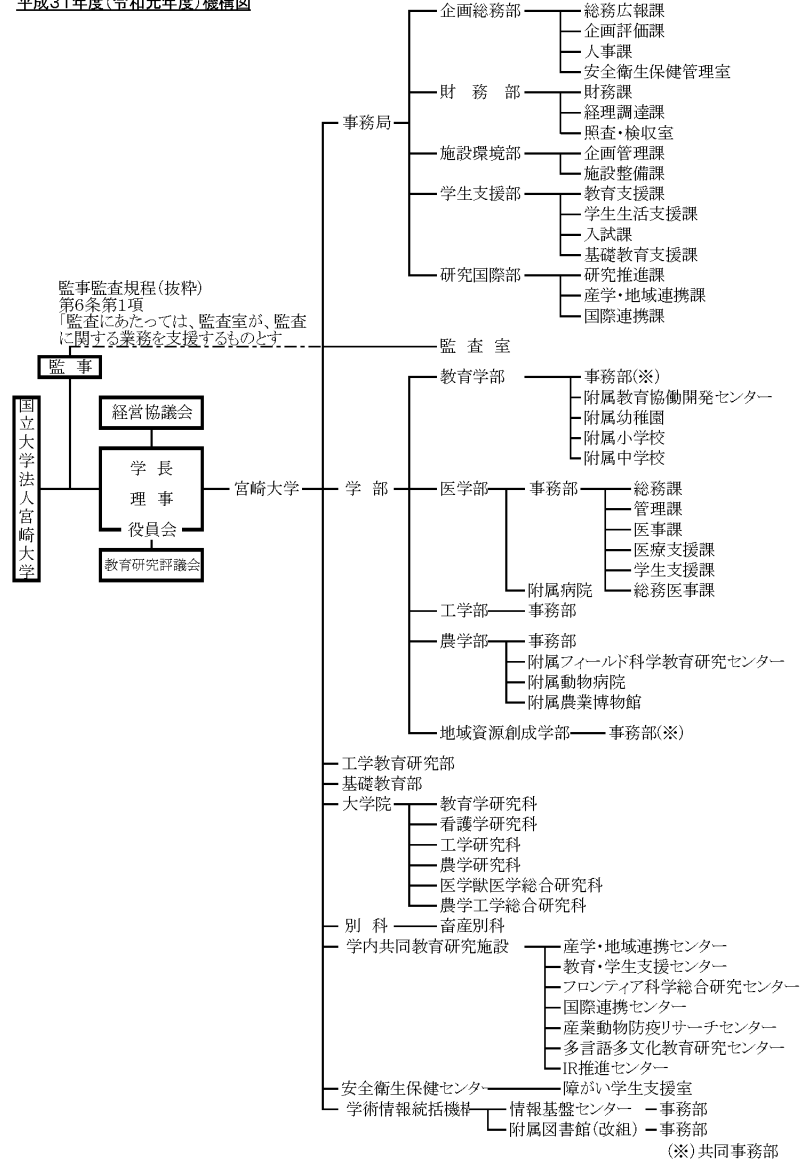 平成31年度(令和元年度)機構図
企画総務部
総務広報課
企画評価課
人事課
安全衛生保健管理室
財務部
財務課
経理調達課
照査・検収室
事務局
施設環境部
企画管理課
施設整備課
学生支援部
教育支援課
学生生活支援課
入試課
基礎教育支援課
研究国際部
研究推進課
産学・地域連携課
国際連携課
監事監査規程(抜粋)
第6条第1項
「監査にあたっては、監査室が、監査
に関する業務を支援するものとす
監査室
監事
国立大学法人宮崎大学
経営協議会
学長
理事
役員会
教育研究評議会
宮崎大学
学部
教育学部
事務部(※)
附属教育協働開発センター
附属幼稚園
附属小学校
附属中学校
医学部
事務部
総務課
管理課
医事課
医療支援課
学生支援課
附属病院
総務医事課
工学部
事務部
農学部
事務部
附属フィールド科学教育研究センター
附属動物病院
附属農業博物館
地域資源創成学部
事務部(※)
工学教育研究部
基礎教育部
大学院
教育学研究科
看護学研究科
工学研究科
農学研究科
医学獣医学総合研究科
農学工学総合研究科
別科
畜産別科
学内共同教育研究施設
産学・地域連携センター
教育・学生支援センター
フロンティア科学総合研究センター
国際連携センター
産業動物防疫リサーチセンター
多言語多文化教育研究センター
IR推進センター
安全衛生保健センター
障がい学生支援室
学術情報統括機構
情報基盤センター
事務部
附属図書館(改組)
事務部
(※)共同事務部